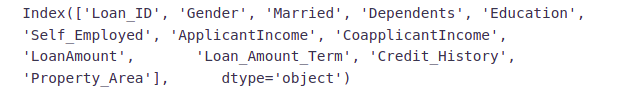 Index(['Loan_ID', 'Gender', 'Married', 'Dependents', 'Education',
'Self_Employed', 'ApplicantIncome', 'CoapplicantIncome',
'LoanAmount',       'Loan_Amount_Term', 'Credit_History',
'Property_Area'],      dtype='object')